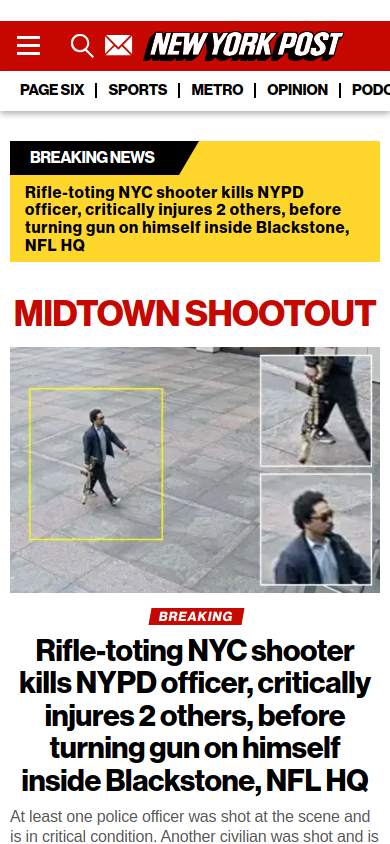 NEW YORK POST
PAGE SIX | SPORTS | METRO | OPINION | PODC
BREAKING NEWS
Rifle-toting NYC shooter kills NYPD
officer, critically injures 2 others, before
turning gun on himself inside Blackstone,
NFL HQ
MIDTOWN SHOOTOUT
BREAKING
Rifle-toting NYC shooter
kills NYPD officer, critically
injures 2 others, before
turning gun on himself
inside Blackstone, NFL HQ
At least one police officer was shot at the scene and
is in critical condition. Another civilian was shot and is